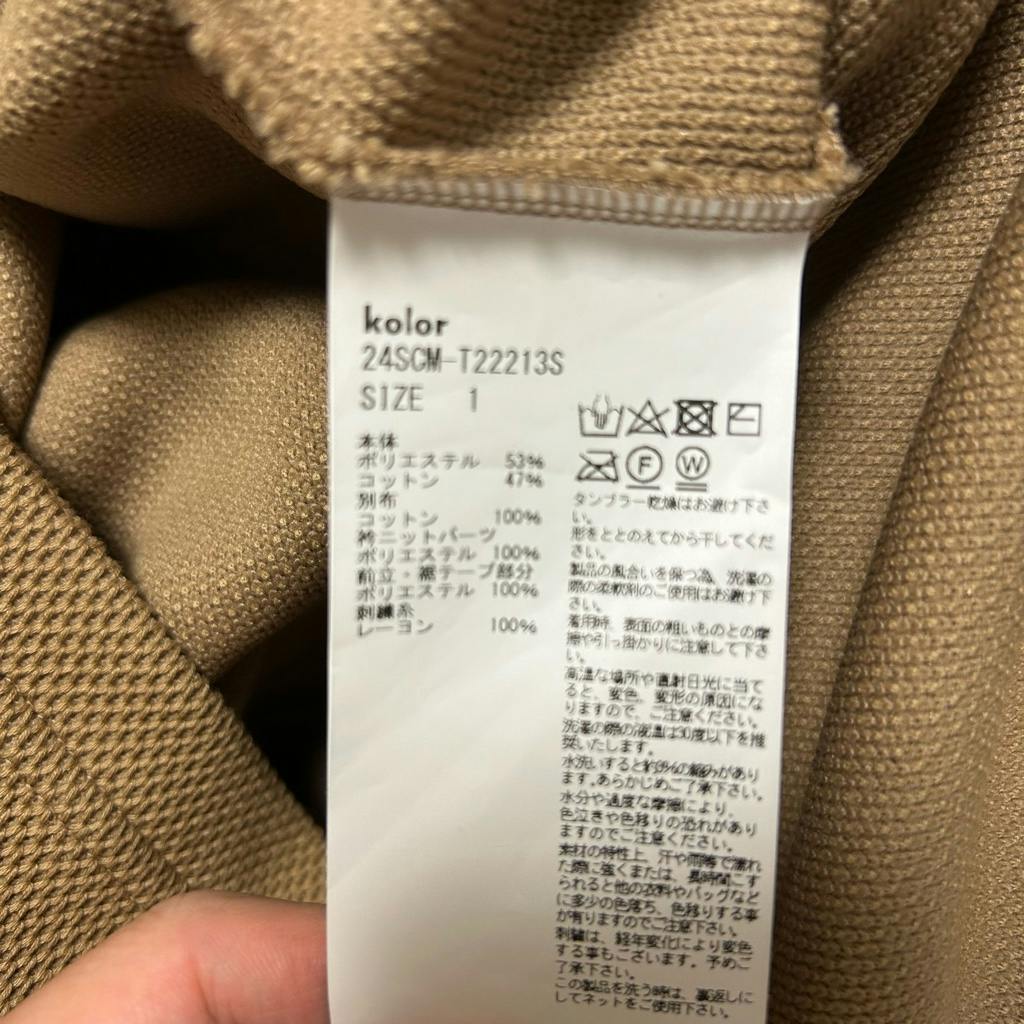 kolor
24SCM-T22213S
SIZE 1
本体
ポリエステル 53%
コットン 47%
別布
コットン 100%
衿ニットパーツ
ポリエステル 100%
前立・裾テープ部分
ポリエステル 100%
刺繍糸
レーヨン 100%
F W
タンブラー乾燥はお避け下さ
い。
形をととのえてから干してくだ
さい。
製品の風合いを保つ為、洗濯の
際の柔軟剤のご使用はお避け下
さい。
着用時、表面の粗いものとの摩
擦や引っ掛かりに注意して下さ
い。
高温な場所や直射日光に当て
ると、変色、変形の原因にな
りますので、ご注意ください。
洗濯の際の液温は30度以下を推
奨いたします。
水洗いすると約3%の縮みがあり
ます。あらかじめご了承下さい。
水分や過度な摩擦により、
色泣きや色移りの恐れがあり
ますのでご注意ください。
素材の特性上、汗や雨等で濡れ
た際に強くまたは、長時間こす
られると他の衣料やバッグなど
に多少の色落ち、色移りする事
が有りますのでご注意下さい。
刺繍は、経年変化により変色
する事もございます。予めご
了承下さい。
この製品を洗う時は、裏返しに
してネットをご使用下さい。